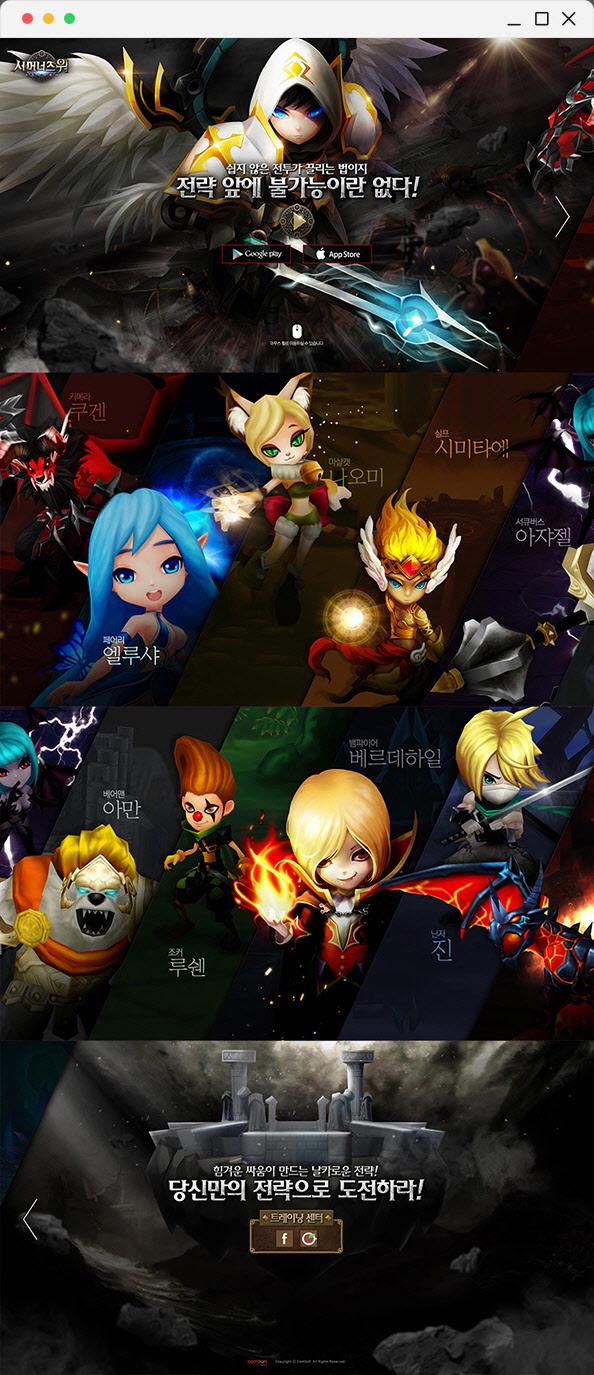 서머너즈워
쉽지 않은 전투가 끌리는 법이지
전략 앞에 불가능이란 없다!
Google play
App Store
마우스 휠로 이동하실 수 있습니다
키메라
쿠겐
마샬캣
나오미
실프
시미타에
서큐버스
아쟈젤
페어리
엘루샤
베어맨
아만
뱀파이어
베르데하일
조커
루쉔
닌자
진
힘겨운 싸움이 만드는 날카로운 전략!
당신만의 전략으로 도전하라!
트레이닝 센터
f
Copyright ⓒ Com2uS. All Rights Reserved.